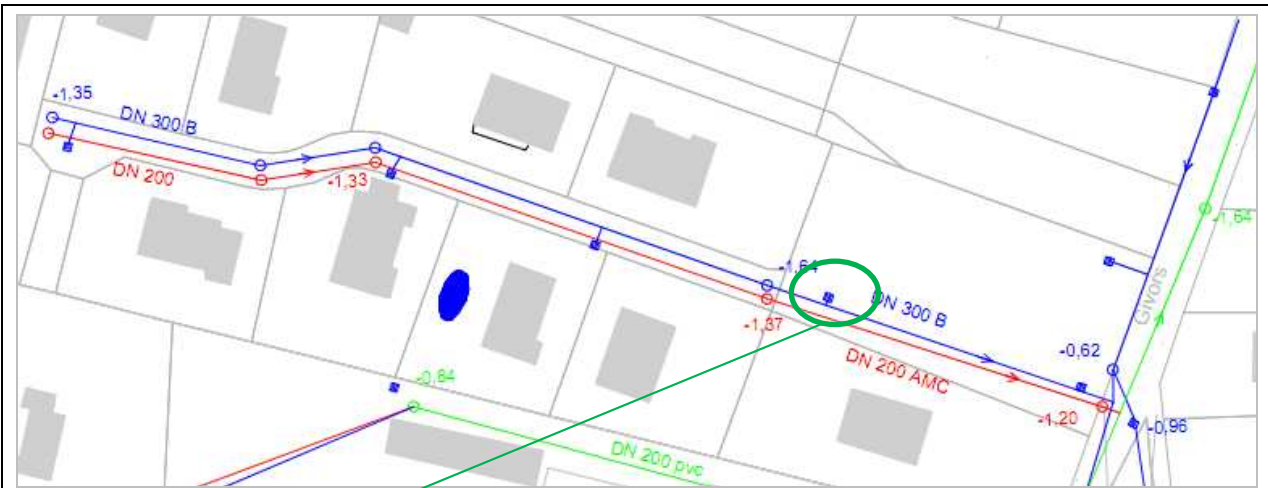 -1,35
DN 300 B
DN 200
-1,33
-1,64
-1,64
Givors
DN 300 B
-1,37
-0,62
DN 200 AMC
-0,84
-1,20
-0,96
DN 200 pvc